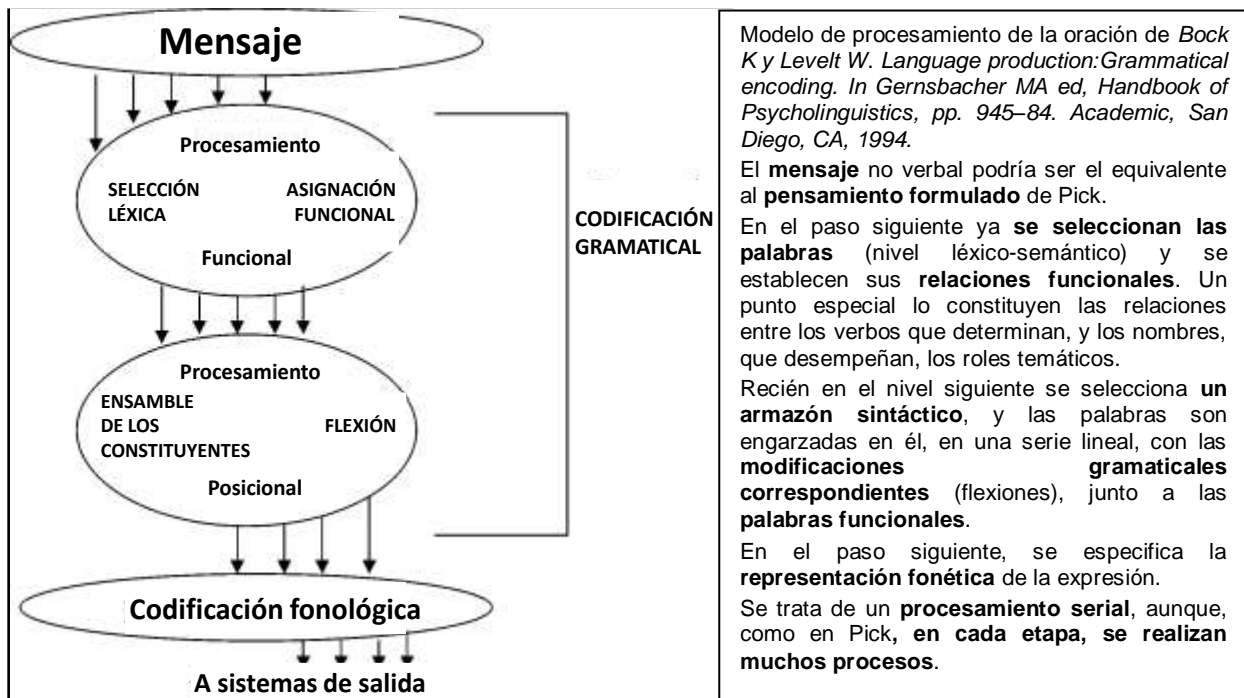 Mensaje
Procesamiento
SELECCIÓN ASIGNACIÓN
LÉXICA FUNCIONAL
Funcional
CODIFICACIÓN
GRAMATICAL
Procesamiento
ENSAMBLE
DE LOS FLEXIÓN
CONSTITUYENTES
Posicional
Codificación fonológica
A sistemas de salida
Modelo de procesamiento de la oración de Bock
K y Levelt W. Language production:Grammatical
encoding. In Gernsbacher MA ed, Handbook of
Psycholinguistics, pp. 945–84. Academic, San
Diego, CA, 1994.
El mensaje no verbal podría ser el equivalente
al pensamiento formulado de Pick.
En el paso siguiente ya se seleccionan las
palabras (nivel léxico-semántico) y se
establecen sus relaciones funcionales. Un
punto especial lo constituyen las relaciones
entre los verbos que determinan, y los nombres,
que desempeñan, los roles temáticos.
Recién en el nivel siguiente se selecciona un
armazón sintáctico, y las palabras son
engarzadas en él, en una serie lineal, con las
modificaciones gramaticales
correspondientes (flexiones), junto a las
palabras funcionales.
En el paso siguiente, se especifica la
representación fonética de la expresión.
Se trata de un procesamiento serial, aunque,
como en Pick, en cada etapa, se realizan
muchos procesos.